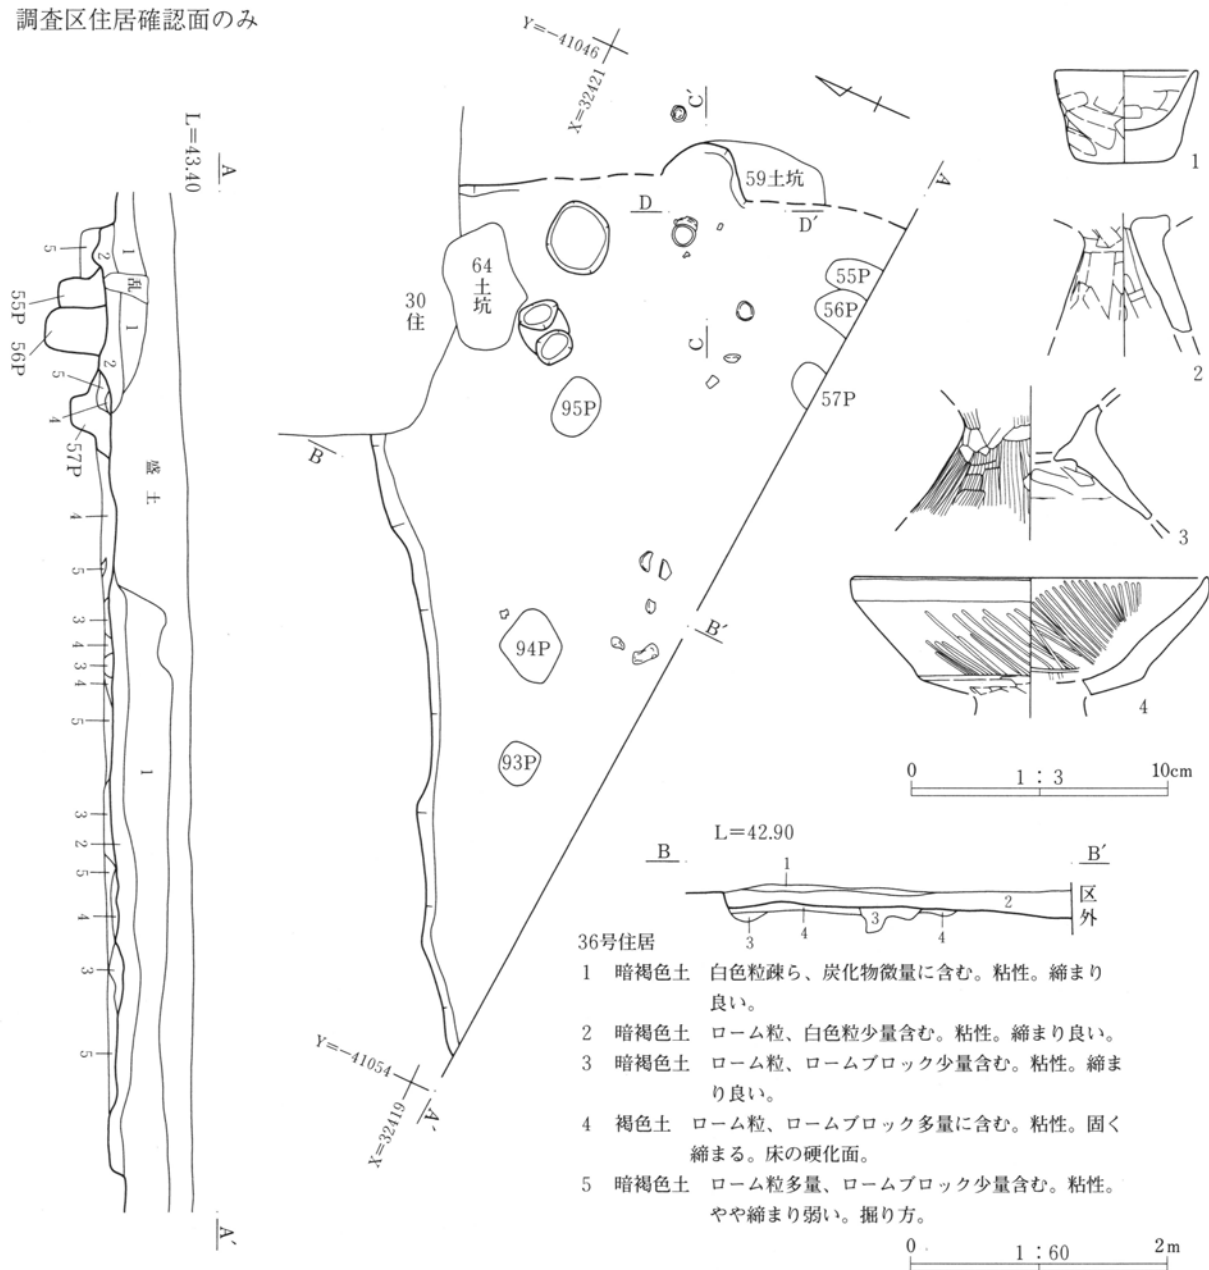 調査区住居確認面のみ
Y=-41046
X=32421
L=43.40
A
C′
59土坑
D
D′
A
64土坑
30住
55P
56P
57P
C
95P
B
B′
94P
93P
Y=-41054
X=32419
A′
5
2
1
乱
1
55P
56P
2
5
4
57P
盛土
4
5
3
4
3
4
5
1
3
2
5
4
3
5
A′
1
2
3
4
0 1:3 10cm
L=42.90
B
B′
1
2
区外
3
4
3
4
36号住居
1 暗褐色土 白色粒疎ら、炭化物微量に含む。粘性。締まり
良い。
2 暗褐色土 ローム粒、白色粒少量含む。粘性。締まり良い。
3 暗褐色土 ローム粒、ロームブロック少量含む。粘性。締ま
り良い。
4 褐色土 ローム粒、ロームブロック多量に含む。粘性。固く
締まる。床の硬化面。
5 暗褐色土 ローム粒多量、ロームブロック少量含む。粘性。
やや締まり弱い。掘り方。
0 1:60 2m